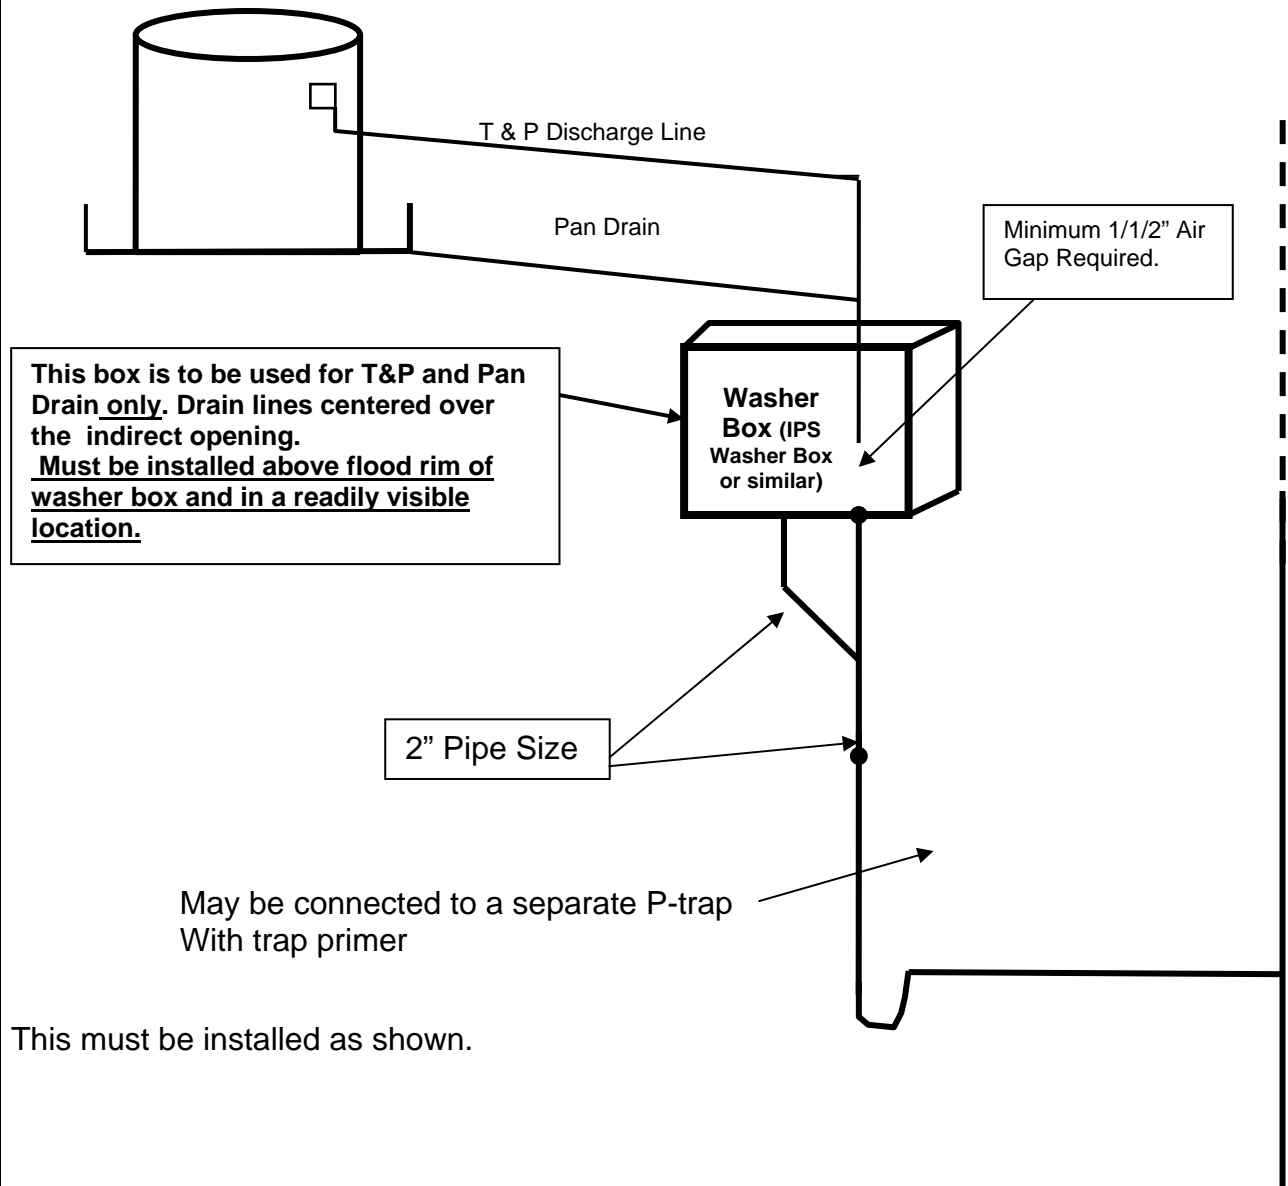 T & P Discharge Line
Pan Drain
Minimum 1/1/2” Air
Gap Required.
This box is to be used for T&P and Pan
Drain only. Drain lines centered over
the  indirect opening.
Must be installed above flood rim of
washer box and in a readily visible
location.
Washer
Box (IPS
Washer Box
or similar)
2” Pipe Size
May be connected to a separate P-trap
With trap primer
This must be installed as shown.